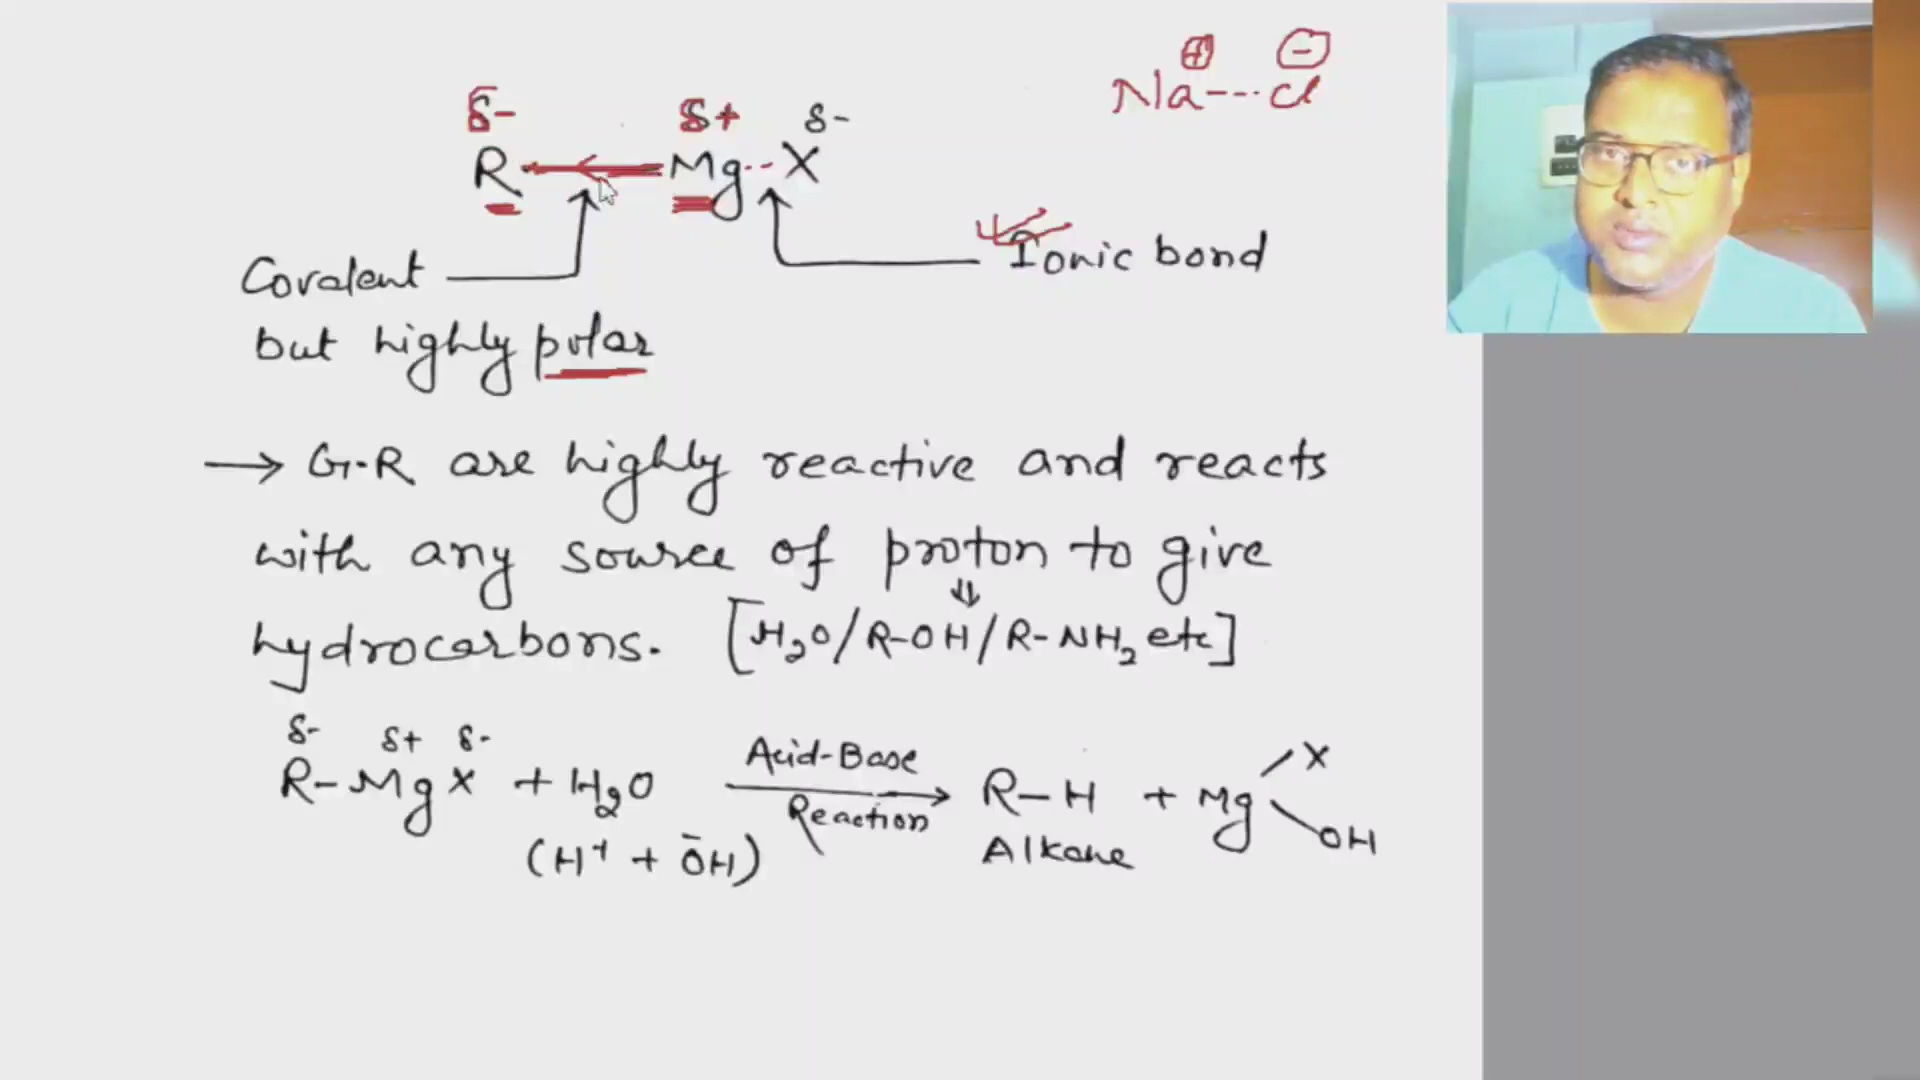 Na⊕---Cl⊖
δ- δ+ δ-
R — Mg ··· X
Ionic bond
Covalent
but highly polar
→ G.R are highly reactive and reacts
with any source of proton to give
⇓
hydrocarbons. [H₂O/R-OH/R-NH₂ etc]
δ- δ+ δ-
R-MgX + H₂O Acid-Base Reaction → R-H + Mg X OH
(H⁺ + ŌH) Alkane